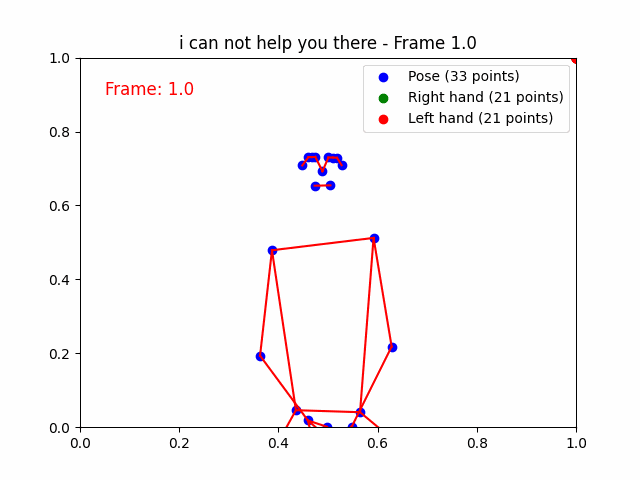 i can not help you there - Frame 1.0
Frame: 1.0
Pose (33 points)
Right hand (21 points)
Left hand (21 points)
1.0
0.8
0.6
0.4
0.2
0.0
0.0 0.2 0.4 0.6 0.8 1.0